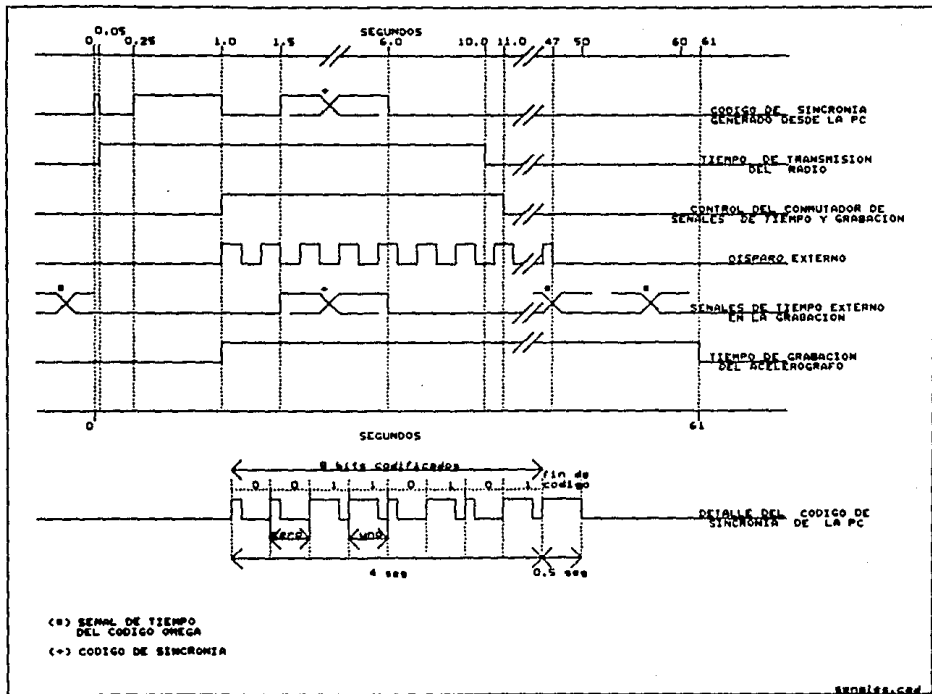 SEGUNDOS
0 0.05 0.25 1.0 1.5 6.0 10.0 11.0 47 50 60 61
+
CODIGO DE SINCRONIA
GENERADO DESDE LA PC
TIEMPO DE TRANSMISION
DEL RADIO
CONTROL DEL CONMUTADOR DE
SENALES DE TIEMPO Y GRABACION
DISPARO EXTERNO
* + * *
SENALES DE TIEMPO EXTERNO
EN LA GRABACION
TIEMPO DE GRABACION
DEL ACELEROGRAFO
0 61
SEGUNDOS
8 bits codificados
fin de
codigo
0 0 1 1 0 1 0 1
DETALLE DEL CODIGO DE
SINCRONIA DE LA PC
cero uno
4 seg 0.5 seg
(*) SENAL DE TIEMPO
DEL CODIGO OMEGA
(+) CODIGO DE SINCRONIA
senales.cad